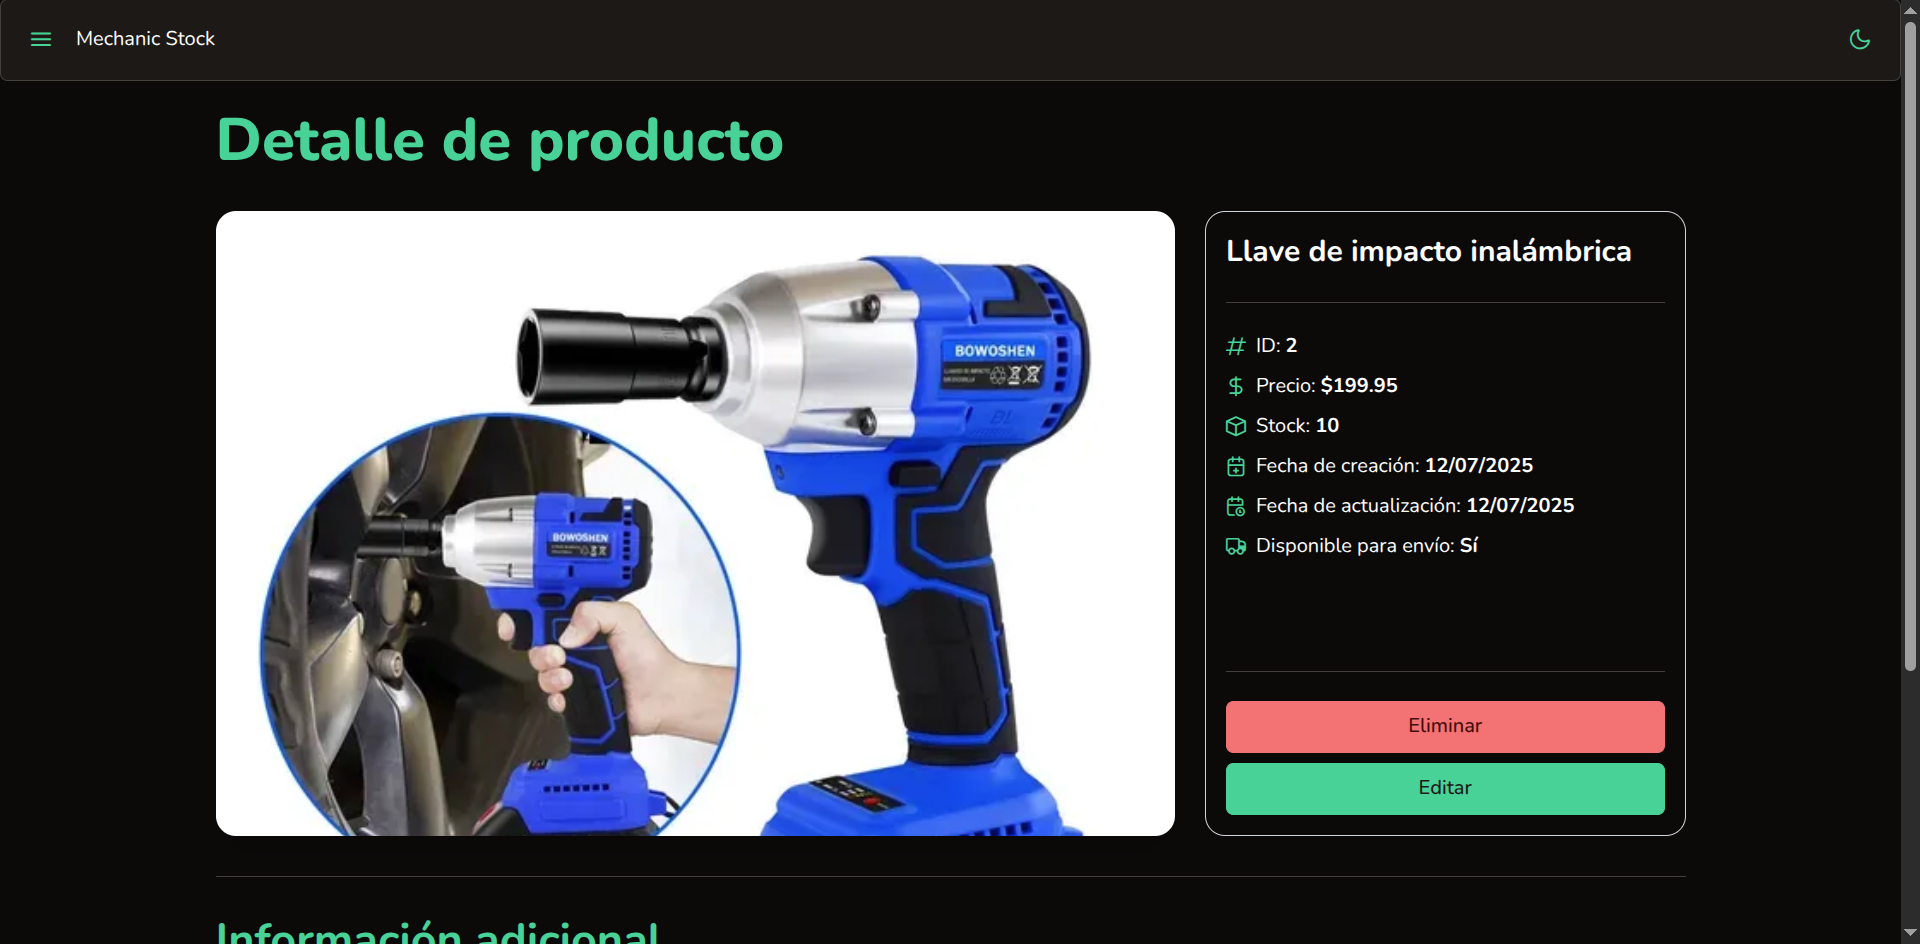 Mechanic Stock
Detalle de producto
BOWOSHEN
BL
BOWOSHEN
Llave de impacto inalámbrica
ID: 2
Precio: $199.95
Stock: 10
Fecha de creación: 12/07/2025
Fecha de actualización: 12/07/2025
Disponible para envío: Sí
Eliminar
Editar
Información adicional